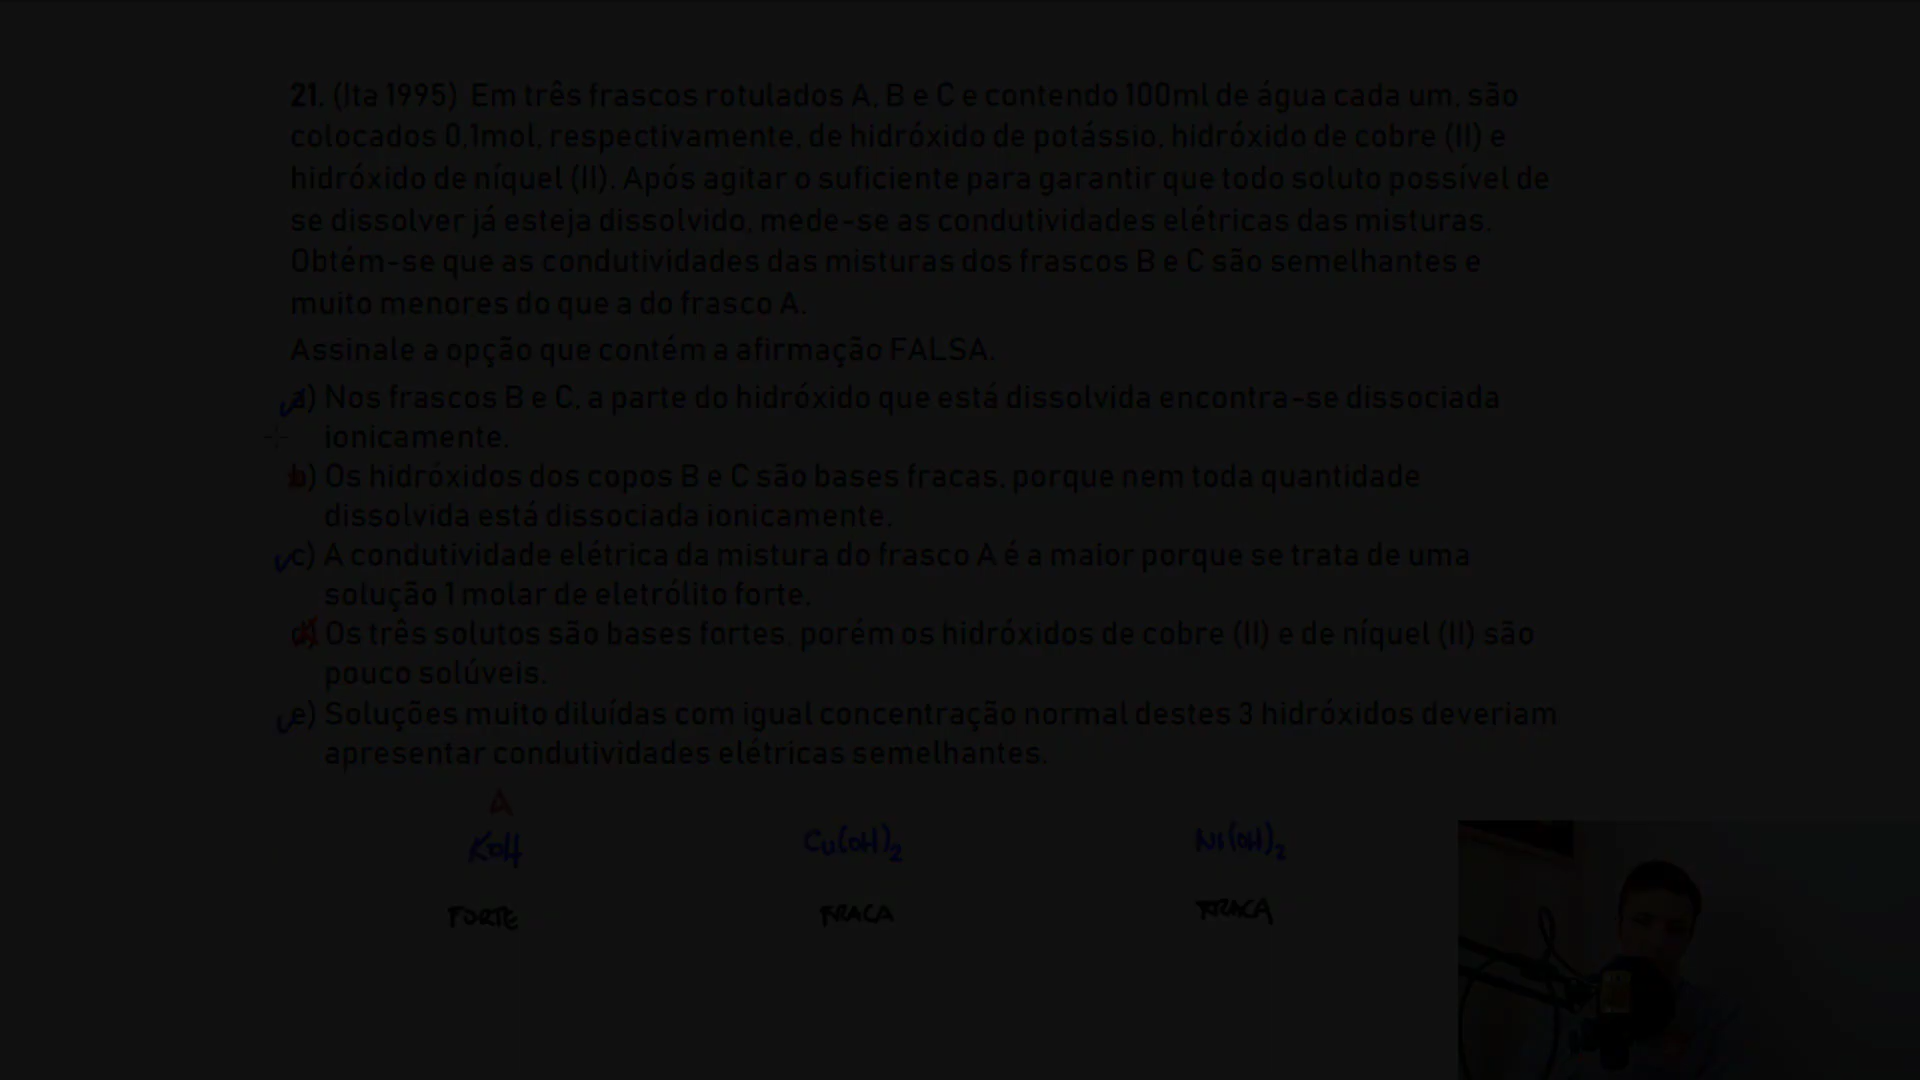 21. (Ita 1995) Em três frascos rotulados A, B e C e contendo 100ml de água cada um, são
colocados 0,1mol, respectivamente, de hidróxido de potássio, hidróxido de cobre (II) e
hidróxido de níquel (II). Após agitar o suficiente para garantir que todo soluto possível de
se dissolver já esteja dissolvido, mede-se as condutividades elétricas das misturas.
Obtém-se que as condutividades das misturas dos frascos B e C são semelhantes e
muito menores do que a do frasco A.
Assinale a opção que contém a afirmação FALSA.
a) Nos frascos B e C, a parte do hidróxido que está dissolvida encontra-se dissociada
ionicamente.
b) Os hidróxidos dos copos B e C são bases fracas, porque nem toda quantidade
dissolvida está dissociada ionicamente.
c) A condutividade elétrica da mistura do frasco A é a maior porque se trata de uma
solução 1 molar de eletrólito forte.
d) Os três solutos são bases fortes, porém os hidróxidos de cobre (II) e de níquel (II) são
pouco solúveis.
e) Soluções muito diluídas com igual concentração normal destes 3 hidróxidos deveriam
apresentar condutividades elétricas semelhantes.
A
KOH Cu(OH)2 Ni(OH)2
FORTE FRACA FRACA